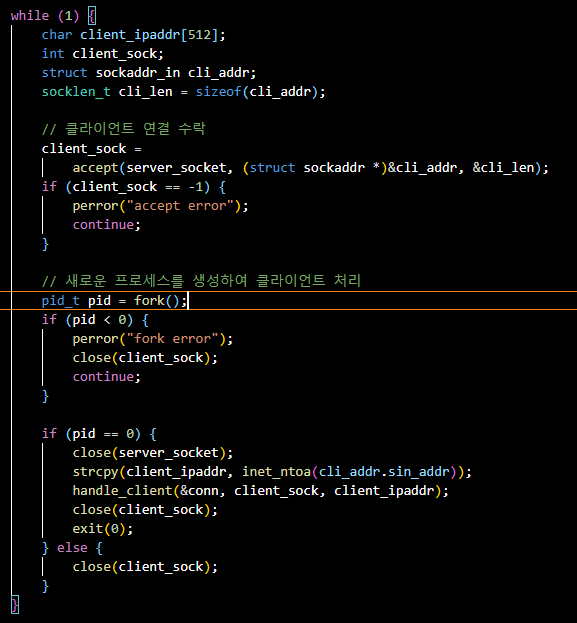 while (1) {
    char client_ipaddr[512];
    int client_sock;
    struct sockaddr_in cli_addr;
    socklen_t cli_len = sizeof(cli_addr);

    // 클라이언트 연결 수락
    client_sock =
        accept(server_socket, (struct sockaddr *)&cli_addr, &cli_len);
    if (client_sock == -1) {
        perror("accept error");
        continue;
    }

    // 새로운 프로세스를 생성하여 클라이언트 처리
    pid_t pid = fork();
    if (pid < 0) {
        perror("fork error");
        close(client_sock);
        continue;
    }

    if (pid == 0) {
        close(server_socket);
        strcpy(client_ipaddr, inet_ntoa(cli_addr.sin_addr));
        handle_client(&conn, client_sock, client_ipaddr);
        close(client_sock);
        exit(0);
    } else {
        close(client_sock);
    }
}